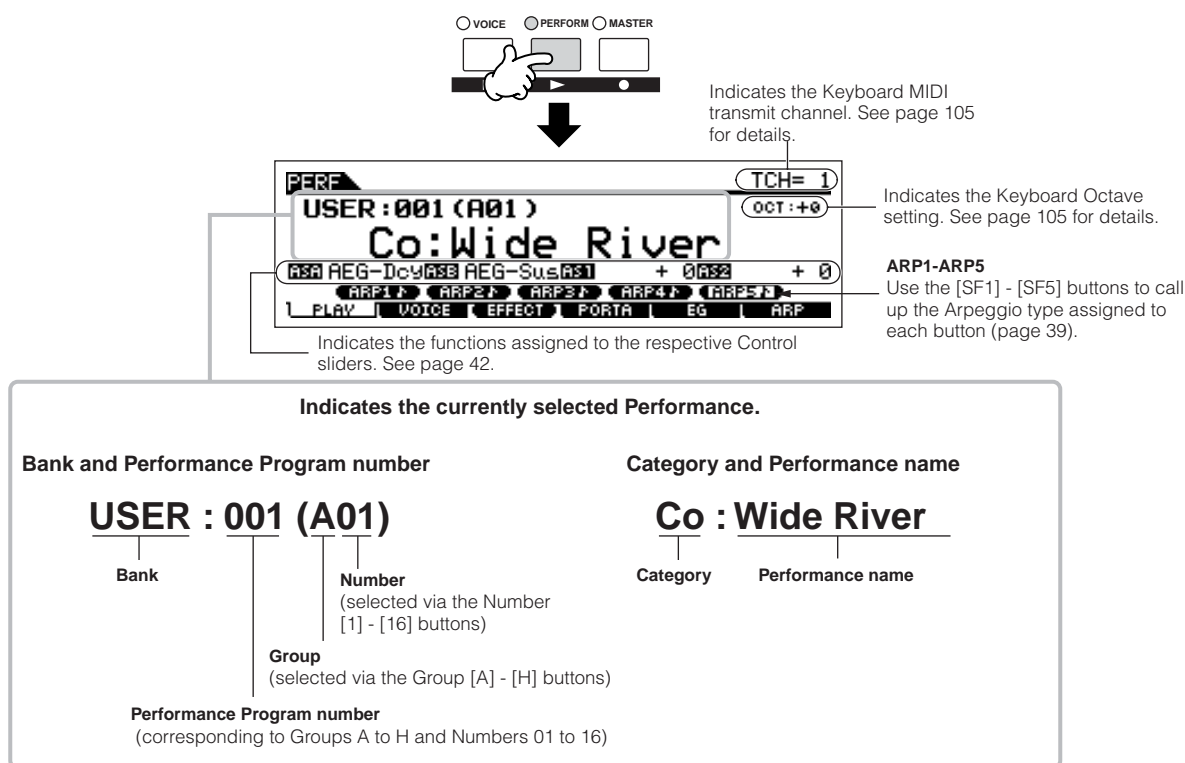 VOICE PERFORM MASTER
Indicates the Keyboard MIDI
transmit channel. See page 105
for details.
PERF
TCH= 1
USER:001(A01)
OCT:+0
Indicates the Keyboard Octave
setting. See page 105 for details.
Co:Wide River
ASA AEG-Dcy ASB AEG-Sus AS1 + 0 AS2 + 0
ARP1♪ ARP2♪ ARP3♪ ARP4♪ ARP5♪
PLAY VOICE EFFECT PORTA EG ARP
ARP1-ARP5
Use the [SF1] - [SF5] buttons to call
up the Arpeggio type assigned to
each button (page 39).
Indicates the functions assigned to the respective Control
sliders. See page 42.
Indicates the currently selected Performance.
Bank and Performance Program number
Category and Performance name
USER : 001 (A01)
Co : Wide River
Bank
Category
Performance name
Number
(selected via the Number
[1] - [16] buttons)
Group
(selected via the Group [A] - [H] buttons)
Performance Program number
(corresponding to Groups A to H and Numbers 01 to 16)